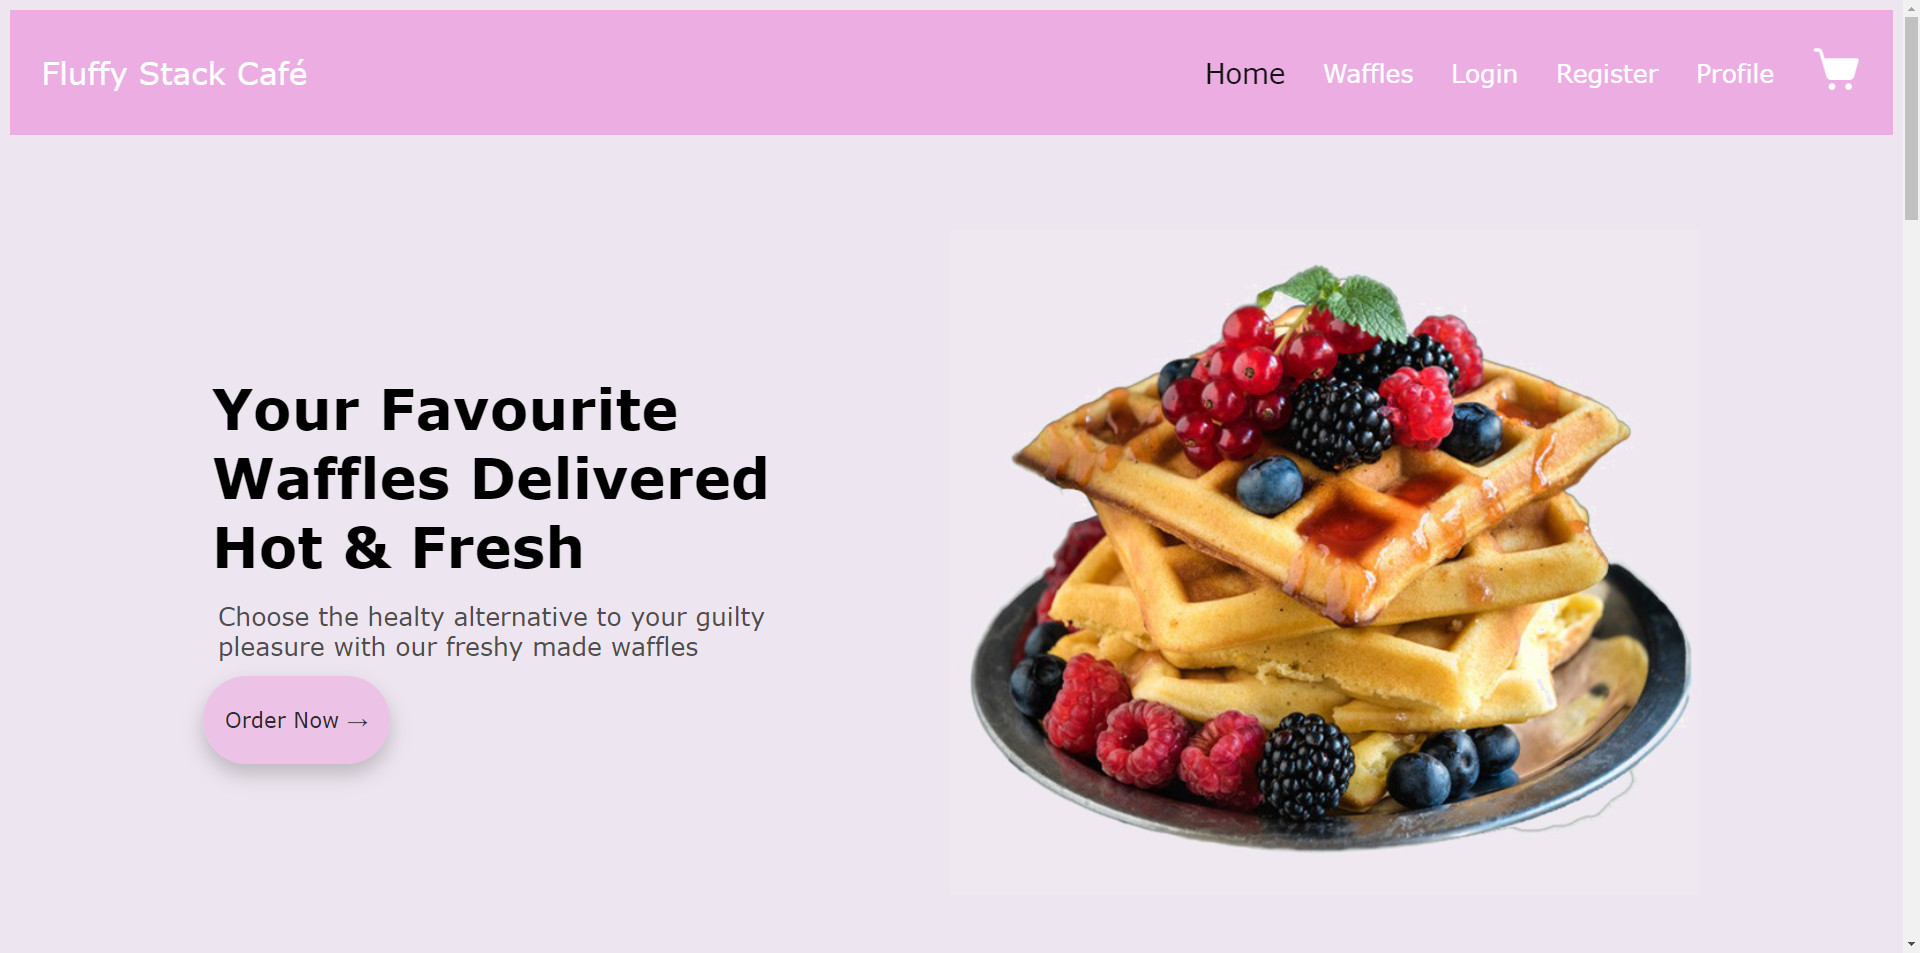 Fluffy Stack Café
Home
Waffles
Login
Register
Profile
Your Favourite
Waffles Delivered
Hot & Fresh
Choose the healty alternative to your guilty
pleasure with our freshy made waffles
Order Now →